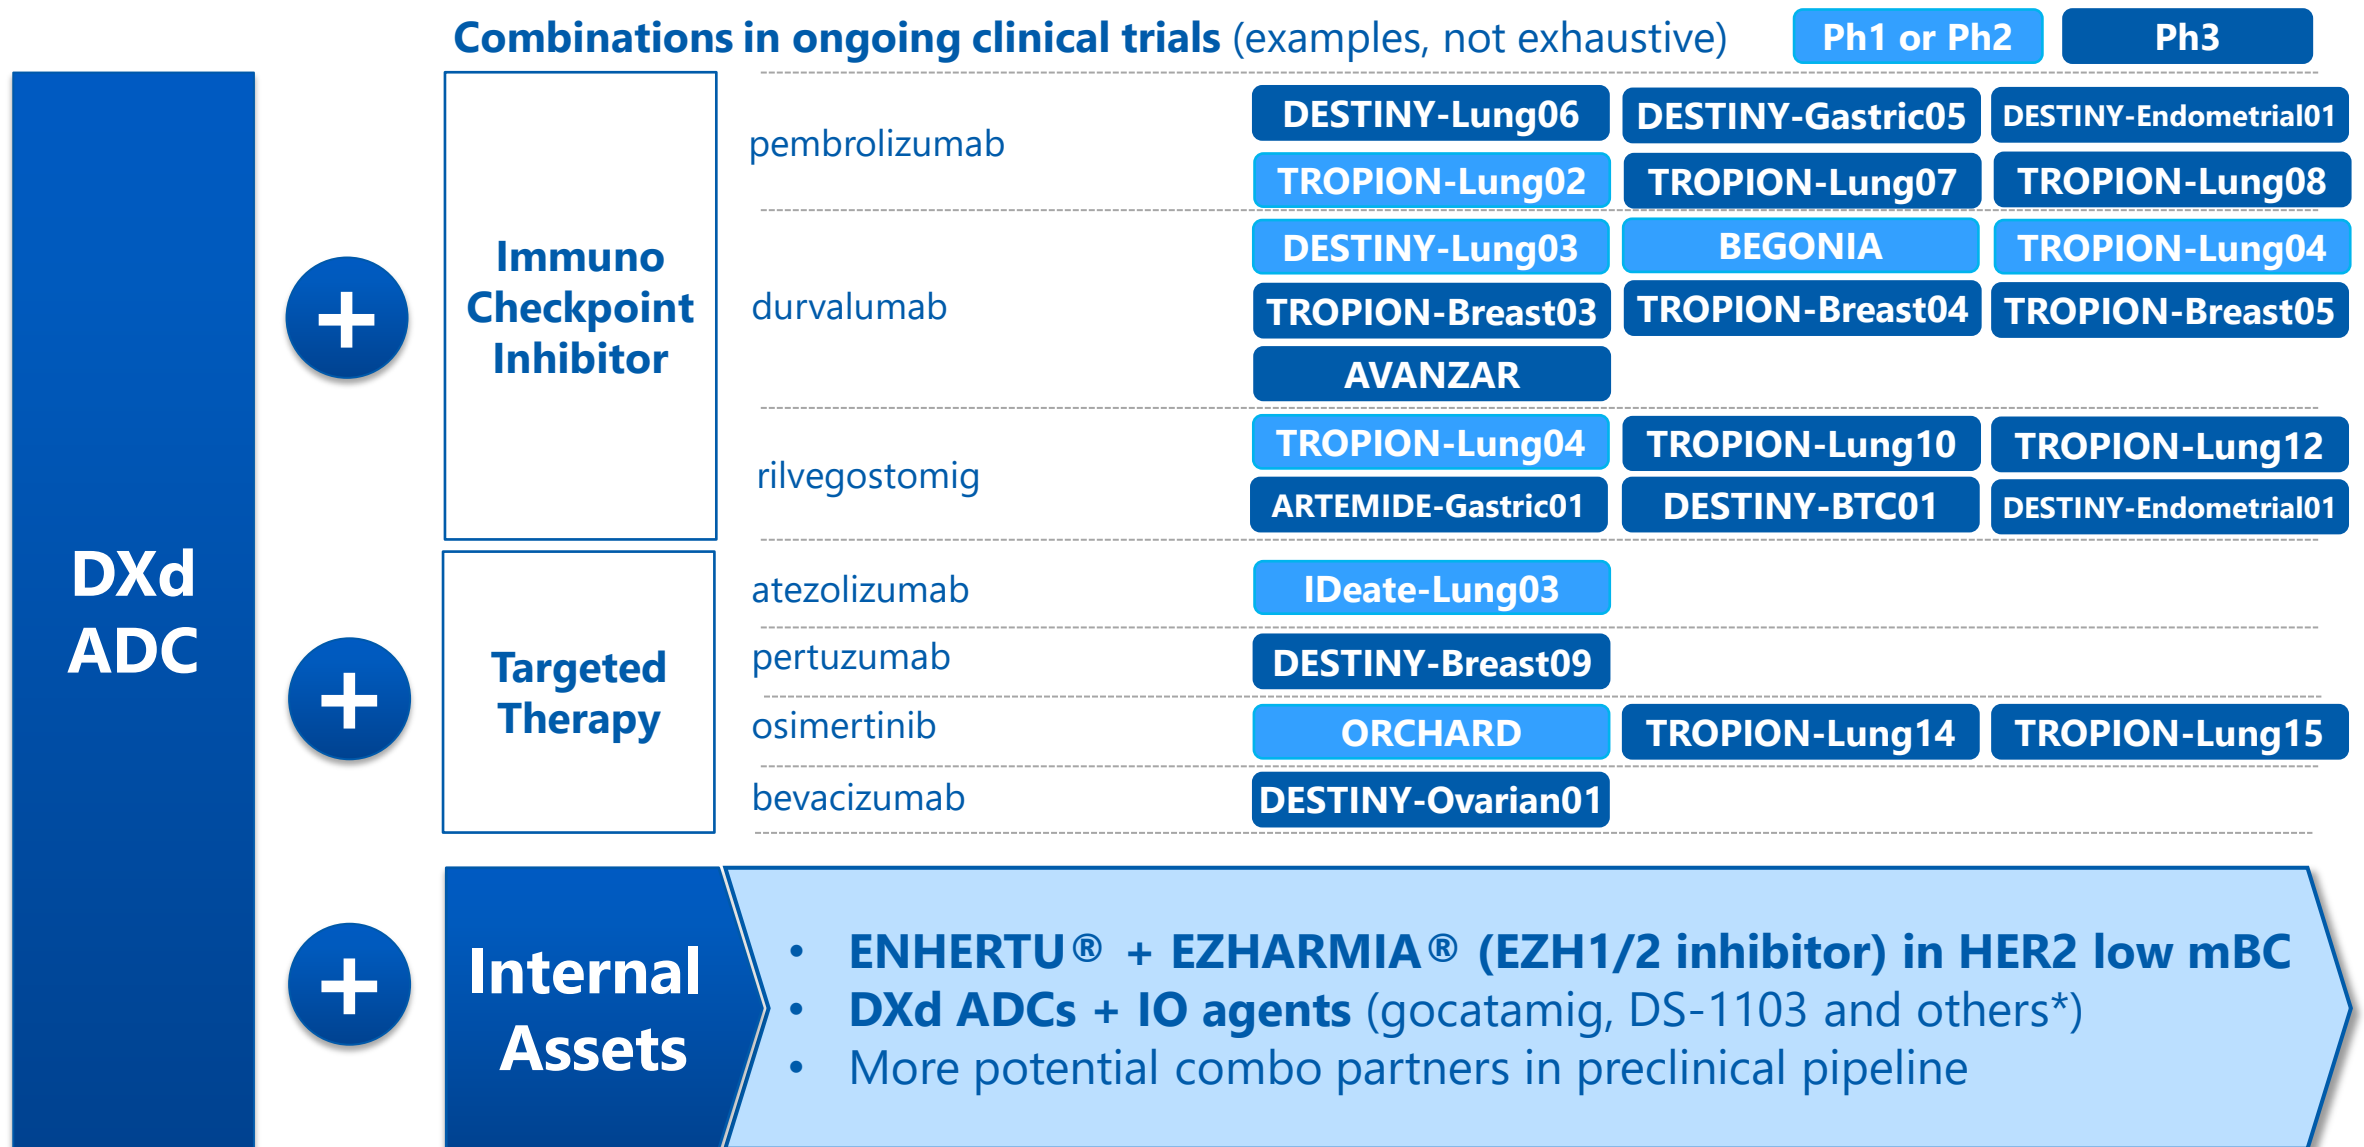 Combinations in ongoing clinical trials (examples, not exhaustive)
Ph1 or Ph2
Ph3
DXd
ADC
+
Immuno
Checkpoint
Inhibitor
pembrolizumab
DESTINY-Lung06
DESTINY-Gastric05
DESTINY-Endometrial01
TROPION-Lung02
TROPION-Lung07
TROPION-Lung08
durvalumab
DESTINY-Lung03
BEGONIA
TROPION-Lung04
TROPION-Breast03
TROPION-Breast04
TROPION-Breast05
AVANZAR
rilvegostomig
TROPION-Lung04
TROPION-Lung10
TROPION-Lung12
ARTEMIDE-Gastric01
DESTINY-BTC01
DESTINY-Endometrial01
+
Targeted
Therapy
atezolizumab
IDeate-Lung03
pertuzumab
DESTINY-Breast09
osimertinib
ORCHARD
TROPION-Lung14
TROPION-Lung15
bevacizumab
DESTINY-Ovarian01
+
Internal
Assets
• ENHERTU® + EZHARMIA® (EZH1/2 inhibitor) in HER2 low mBC
• DXd ADCs + IO agents (gocatamig, DS-1103 and others*)
• More potential combo partners in preclinical pipeline